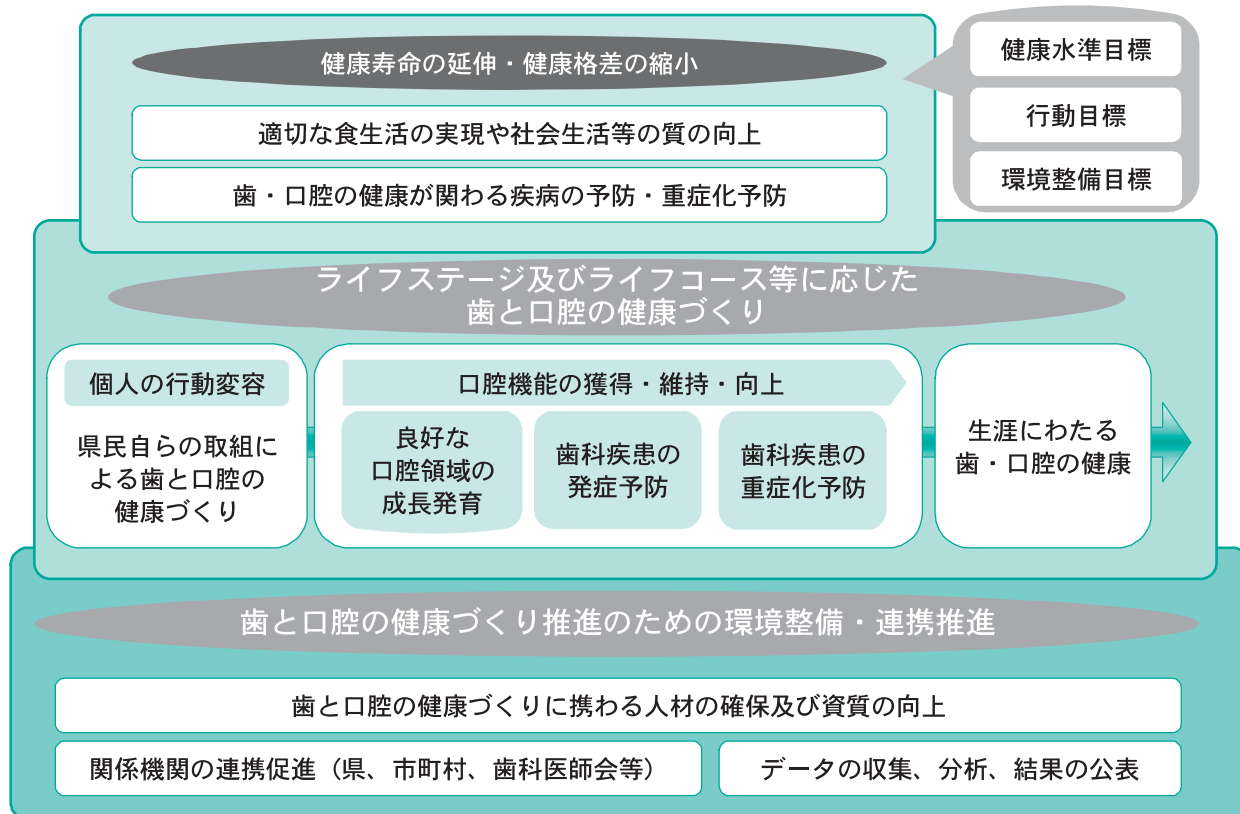 健康寿命の延伸・健康格差の縮小
適切な食生活の実現や社会生活等の質の向上
歯・口腔の健康が関わる疾病の予防・重症化予防
健康水準目標
行動目標
環境整備目標
ライフステージ及びライフコース等に応じた
歯と口腔の健康づくり
個人の行動変容
県民自らの取組に
よる歯と口腔の
健康づくり
口腔機能の獲得・維持・向上
良好な
口腔領域の
成長発育
歯科疾患の
発症予防
歯科疾患の
重症化予防
生涯にわたる
歯・口腔の健康
歯と口腔の健康づくり推進のための環境整備・連携推進
歯と口腔の健康づくりに携わる人材の確保及び資質の向上
関係機関の連携促進（県、市町村、歯科医師会等）
データの収集、分析、結果の公表